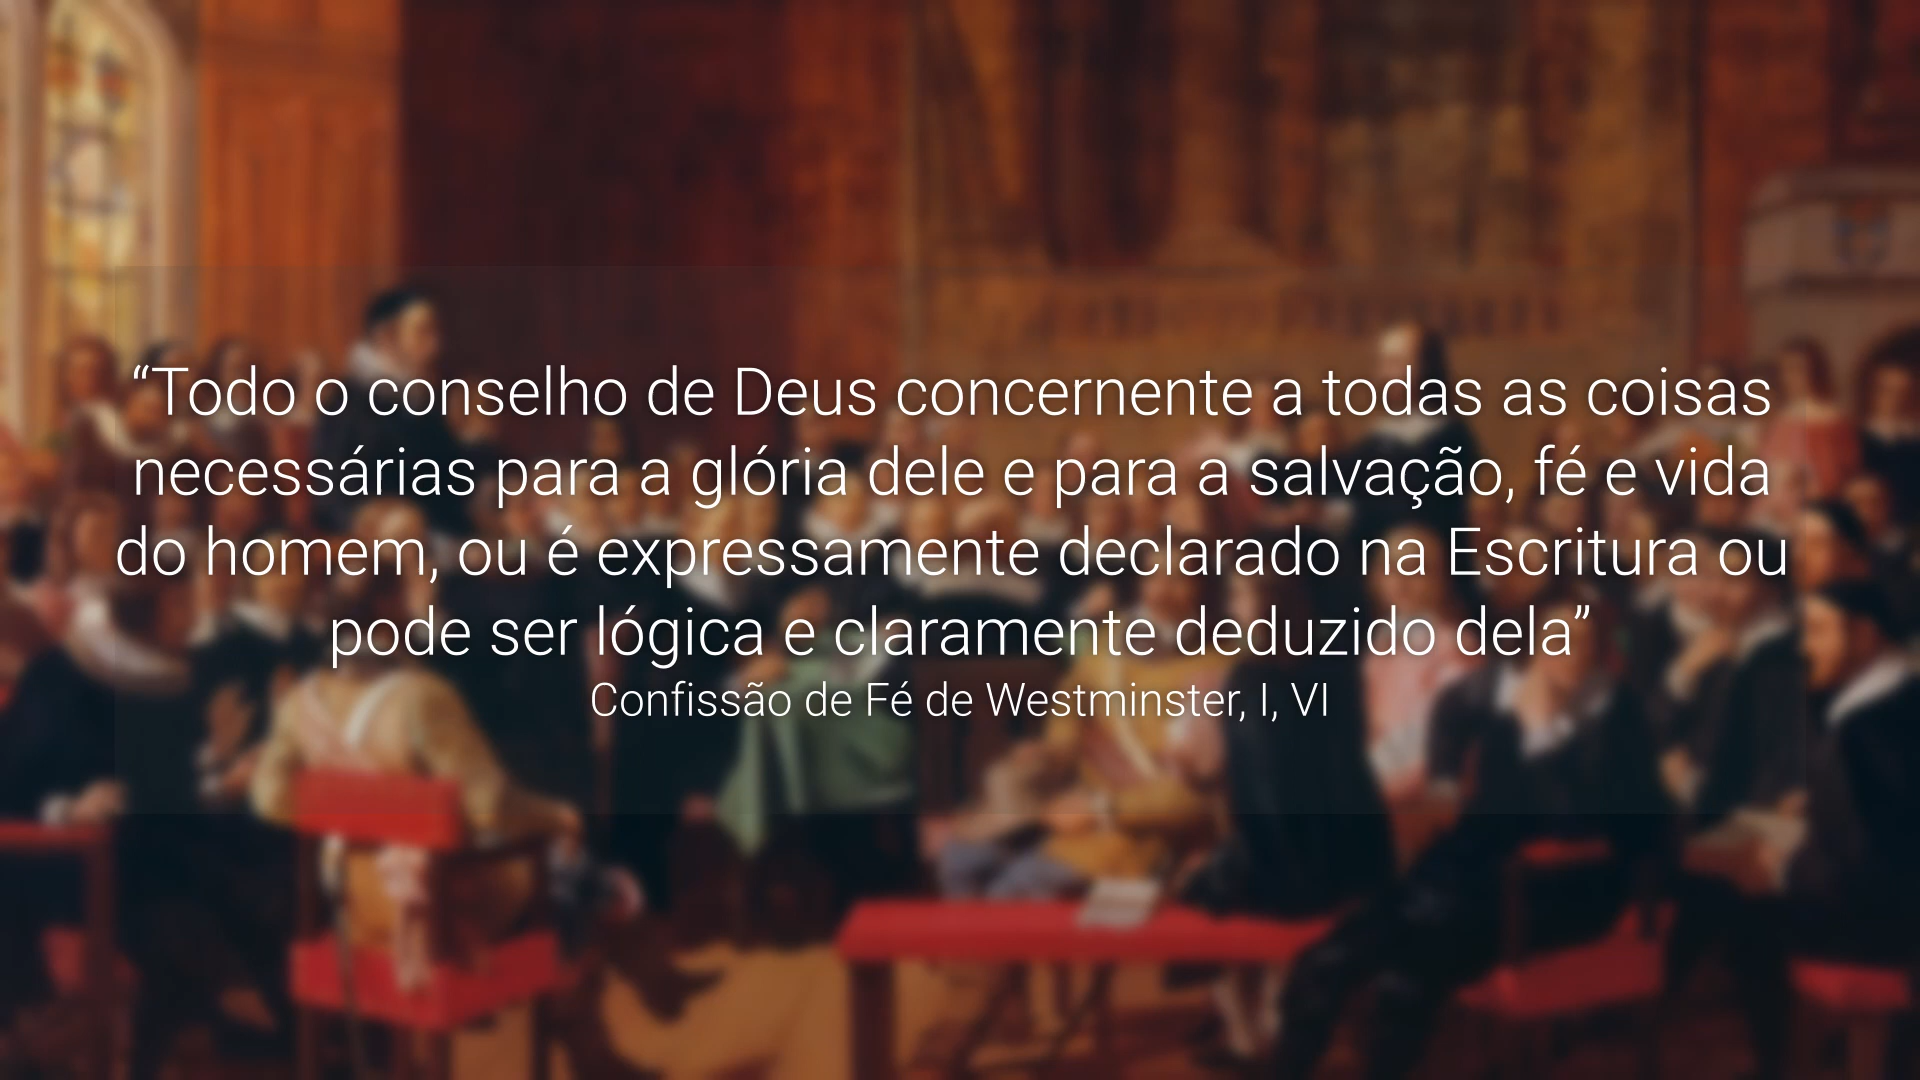 “Todo o conselho de Deus concernente a todas as coisas
necessárias para a glória dele e para a salvação, fé e vida
do homem, ou é expressamente declarado na Escritura ou
pode ser lógica e claramente deduzido dela”
Confissão de Fé de Westminster, I, VI